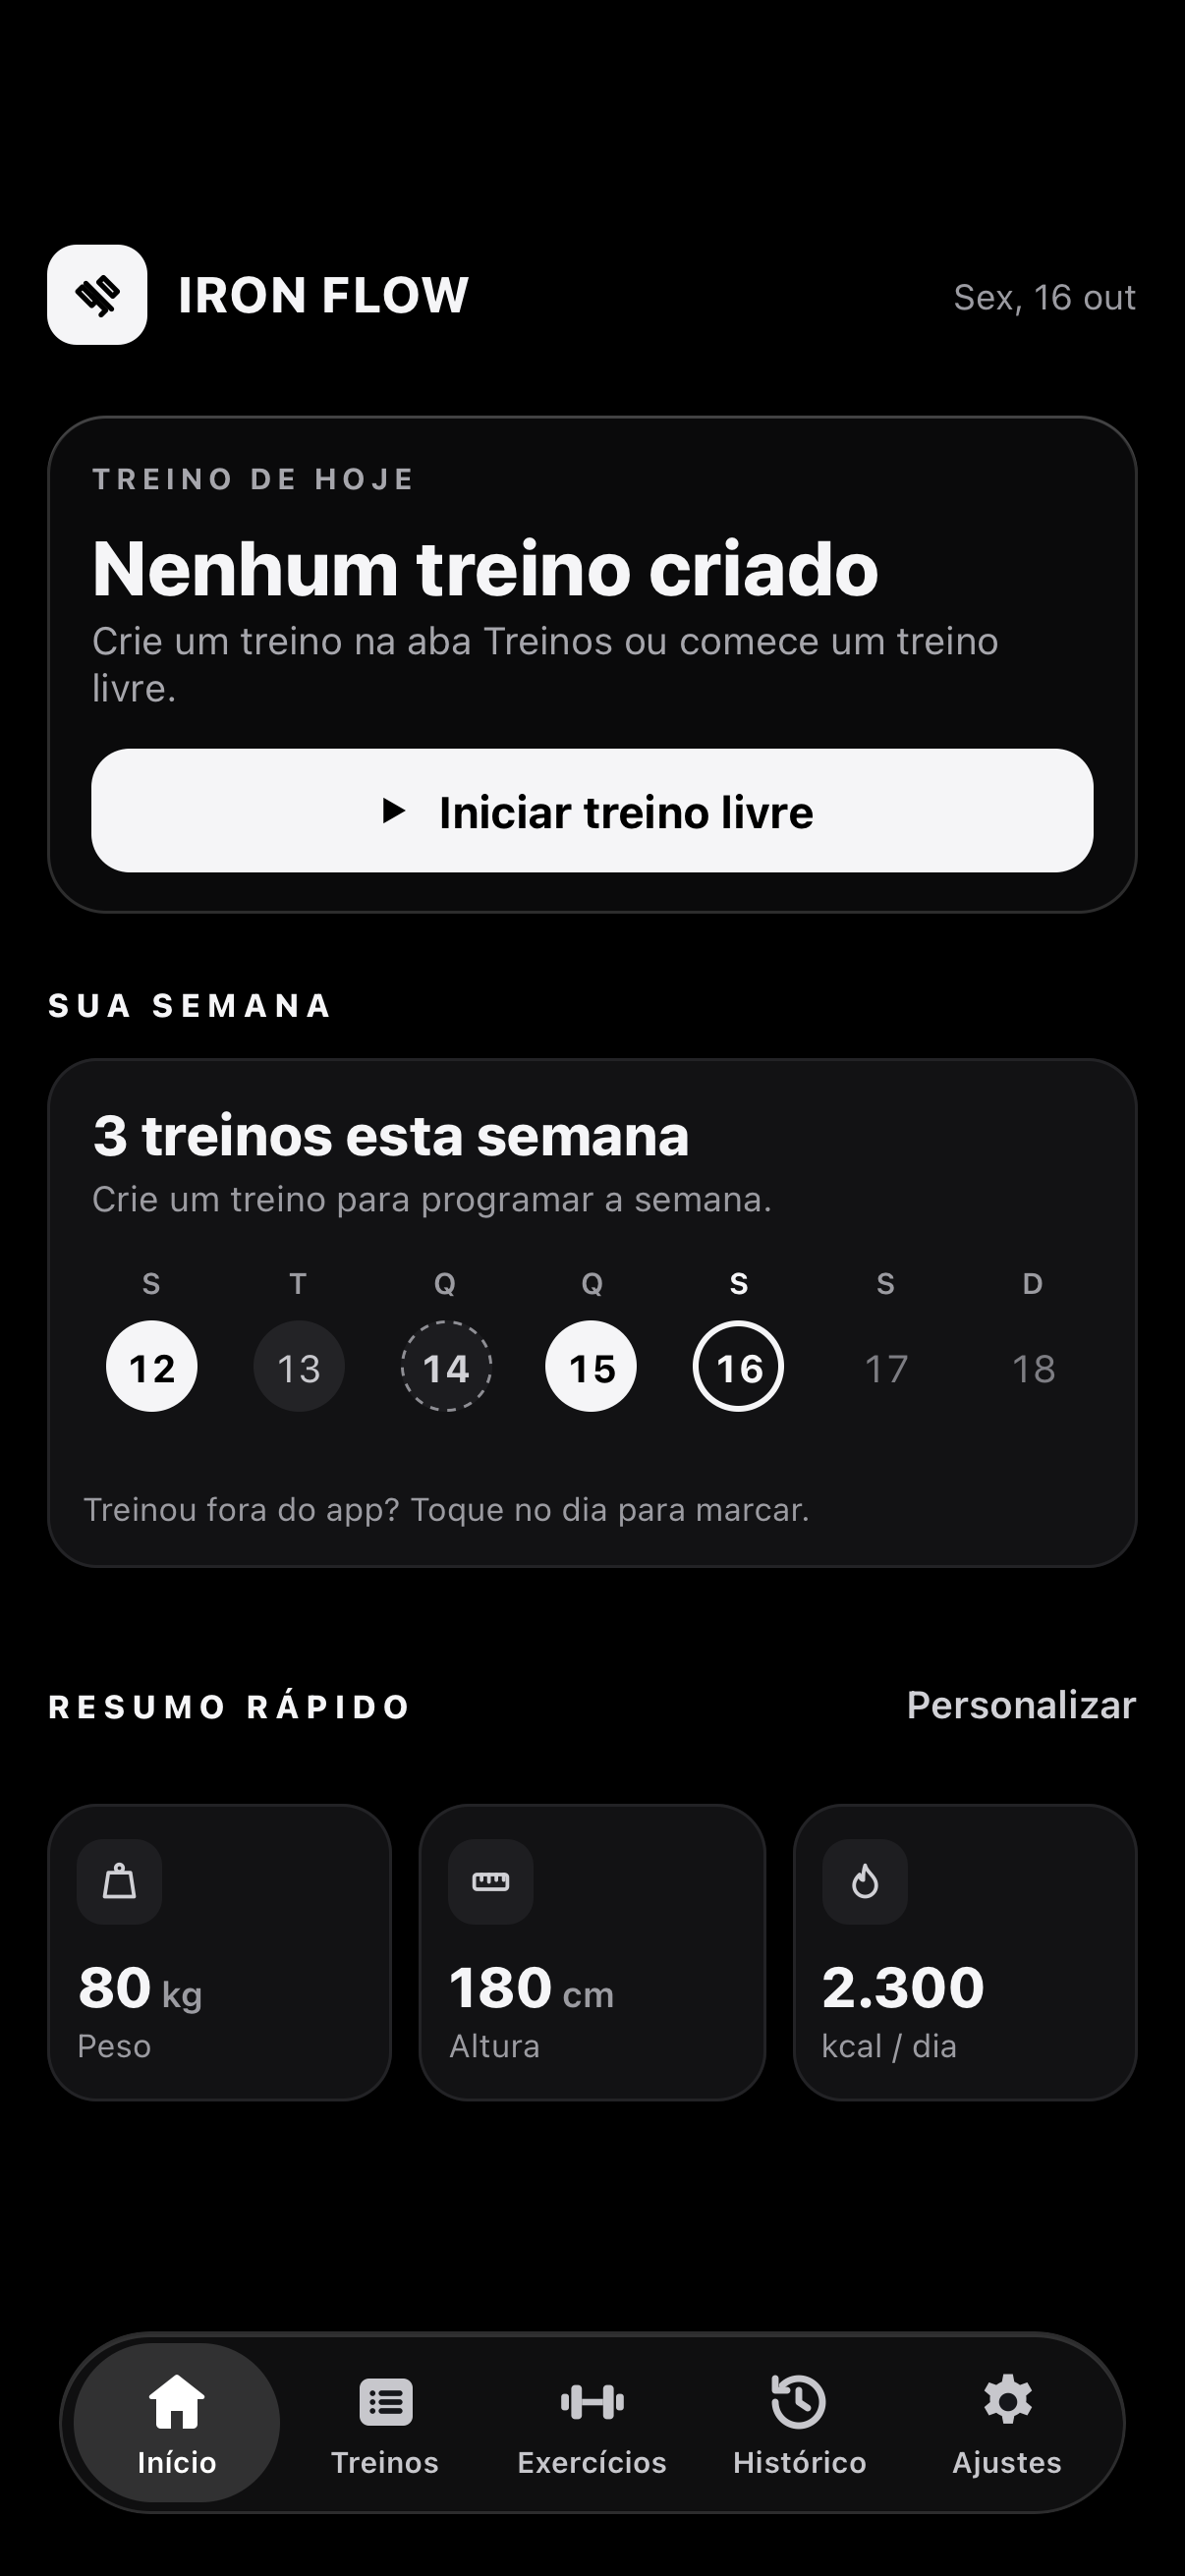 IRON FLOW
Sex, 16 out
TREINO DE HOJE
Nenhum treino criado
Crie um treino na aba Treinos ou comece um treino
livre.
Iniciar treino livre
SUA SEMANA
3 treinos esta semana
Crie um treino para programar a semana.
S T Q Q S S D
12 13 14 15 16 17 18
Treinou fora do app? Toque no dia para marcar.
RESUMO RÁPIDO
Personalizar
80 kg
Peso
180 cm
Altura
2.300
kcal / dia
Início
Treinos
Exercícios
Histórico
Ajustes